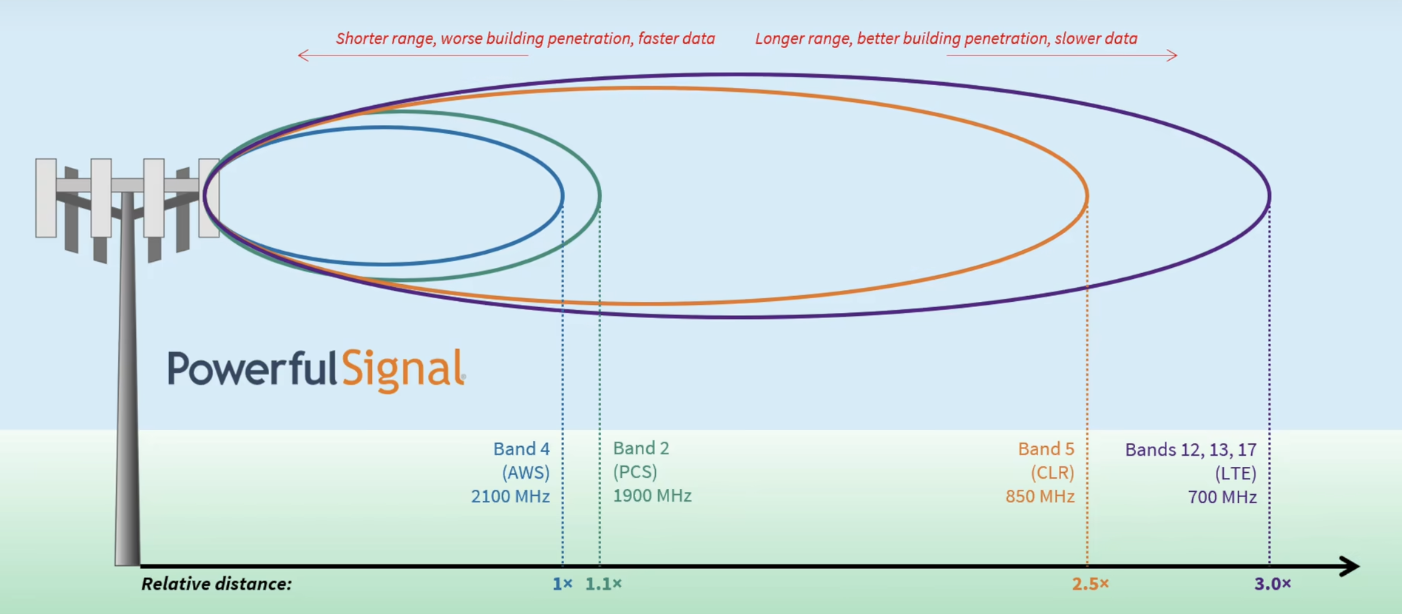 Shorter range, worse building penetration, faster data
Longer range, better building penetration, slower data
PowerfulSignal
Band 4
(AWS)
2100 MHz
Band 2
(PCS)
1900 MHz
Band 5
(CLR)
850 MHz
Bands 12, 13, 17
(LTE)
700 MHz
Relative distance:
1×
1.1×
2.5×
3.0×